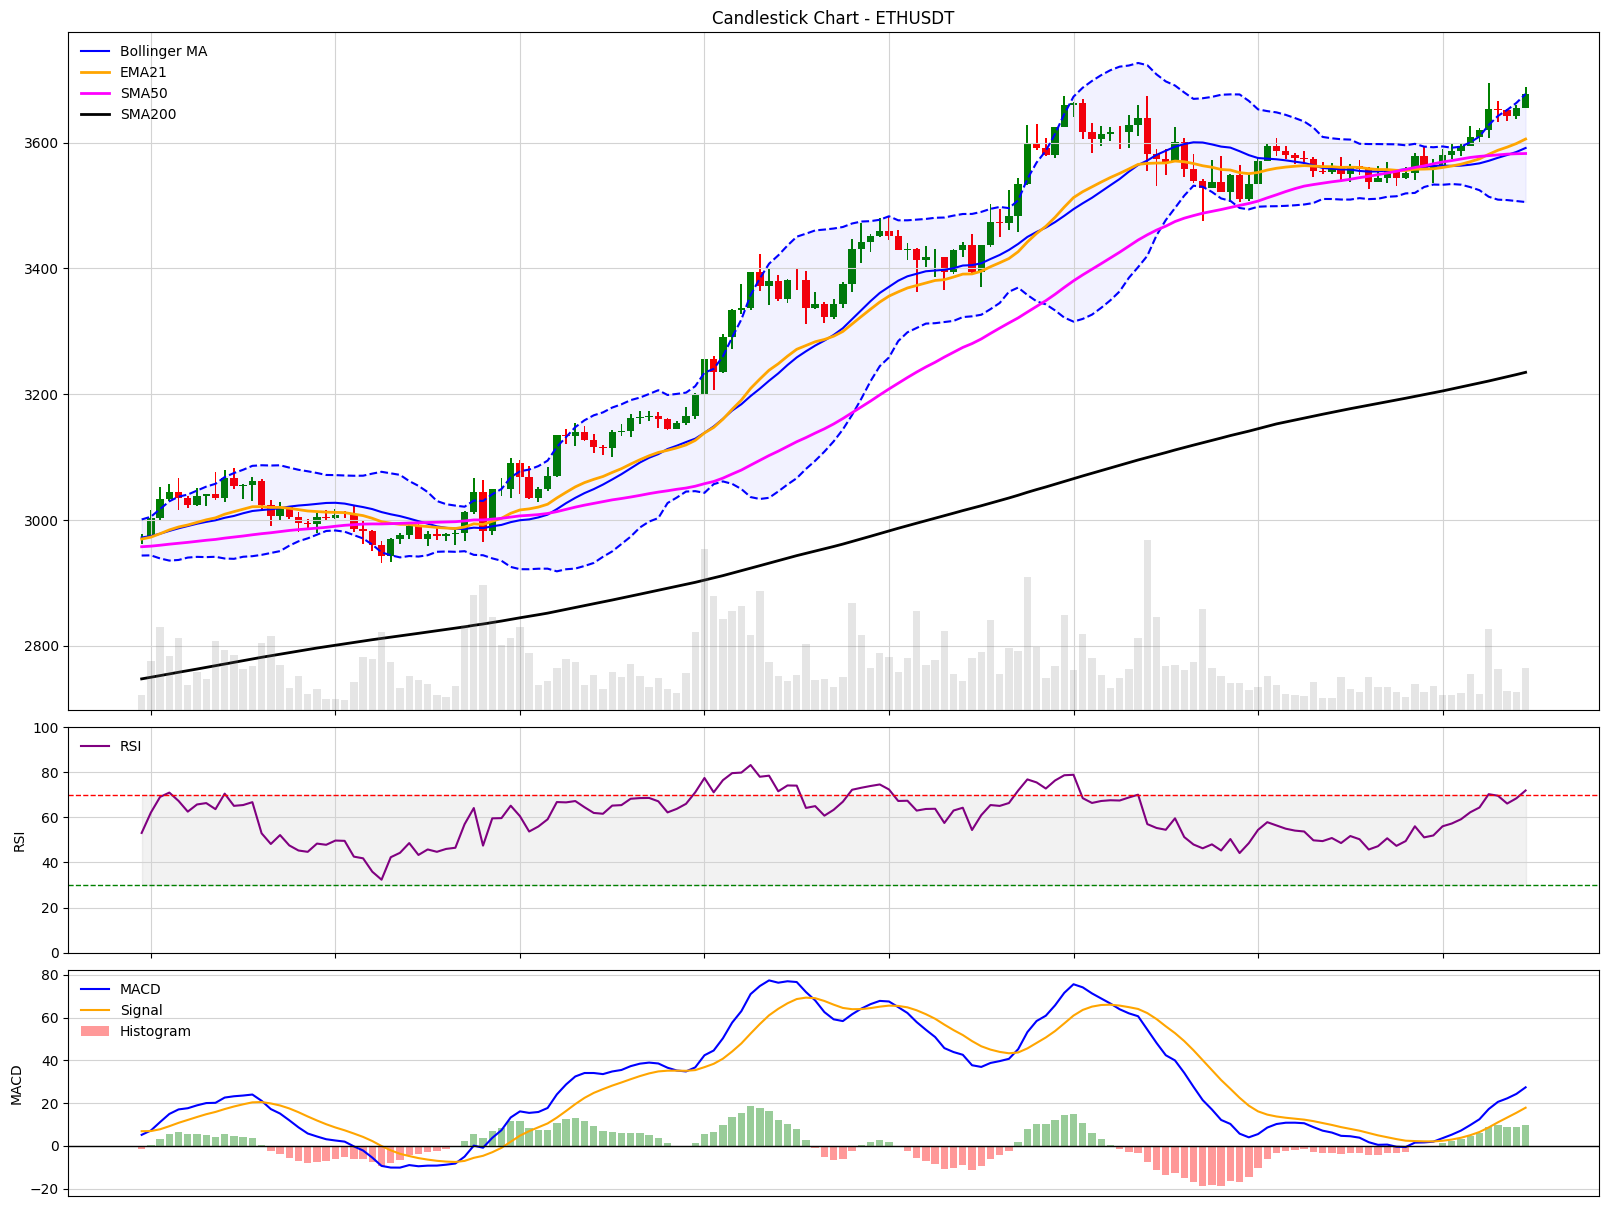 Candlestick Chart - ETHUSDT
Bollinger MA
EMA21
SMA50
SMA200
3600
3400
3200
3000
2800
RSI
RSI
100
80
60
40
20
0
MACD
Signal
Histogram
MACD
80
60
40
20
0
−20